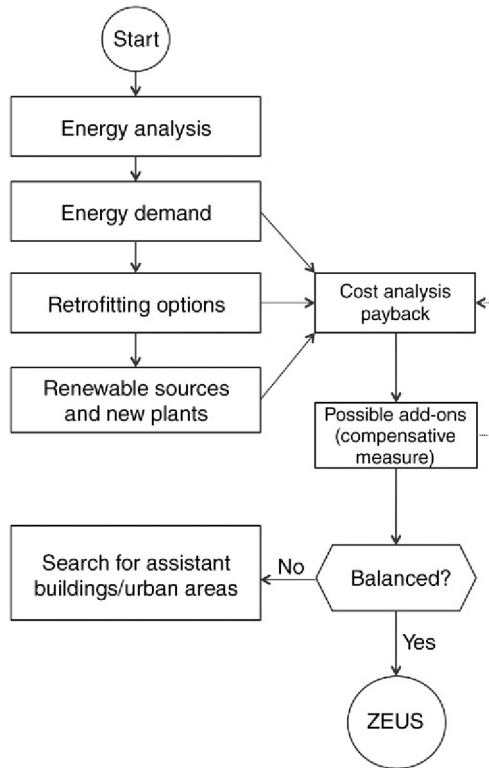 Start
Energy analysis
Energy demand
Retrofitting options
Cost analysis
payback
Renewable sources
and new plants
Possible add-ons
(compensative
measure)
Search for assistant
buildings/urban areas
No
Balanced?
Yes
ZEUS